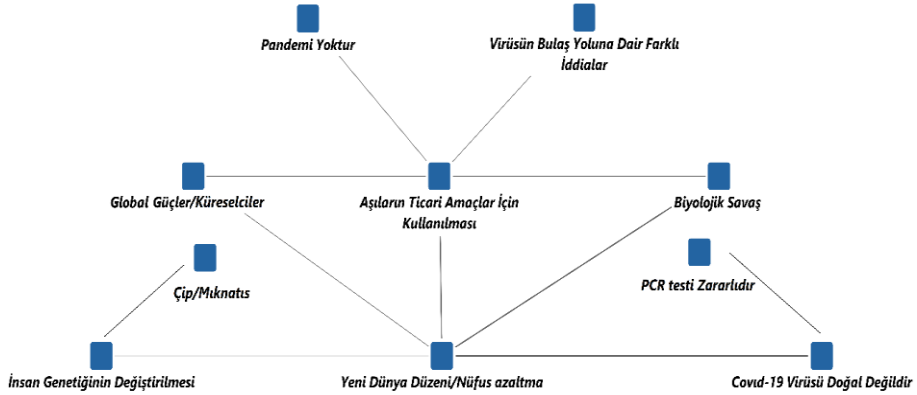 Pandemi Yoktur
Virüsün Bulaş Yoluna Dair Farklı
İddialar
Global Güçler/Küreselciler
Aşıların Ticari Amaçlar İçin
Kullanılması
Biyolojik Savaş
Çip/Mıknatıs
PCR testi Zararlıdır
İnsan Genetiğinin Değiştirilmesi
Yeni Dünya Düzeni/Nüfus azaltma
Covıd-19 Virüsü Doğal Değildir